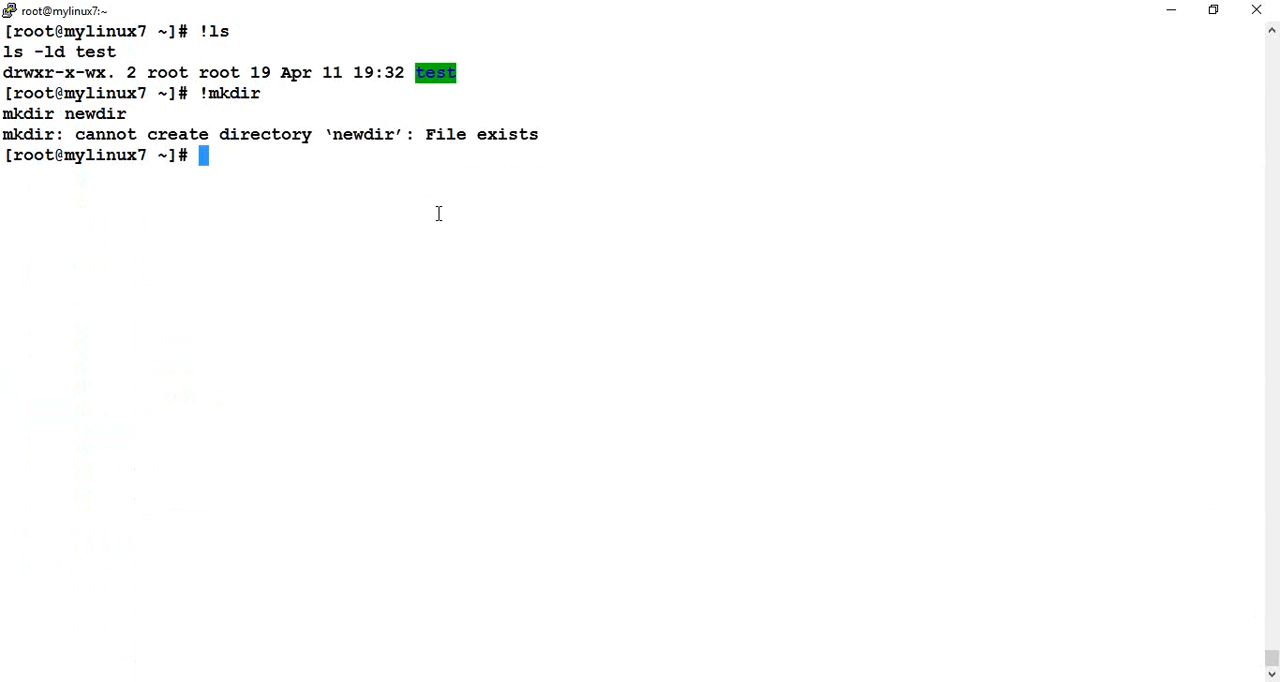 root@mylinux7:~
[root@mylinux7 ~]# !ls
ls -ld test
drwxr-x-wx. 2 root root 19 Apr 11 19:32 test
[root@mylinux7 ~]# !mkdir
mkdir newdir
mkdir: cannot create directory ‘newdir’: File exists
[root@mylinux7 ~]#